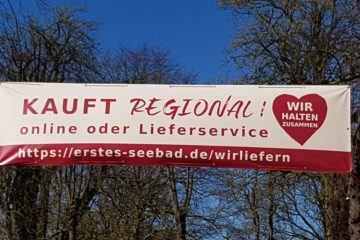 KAUFT REGIONAL!
online oder Lieferservice
https://erstes-seebad.de/wirliefern
WIR
HALTEN
ZUSAMMEN